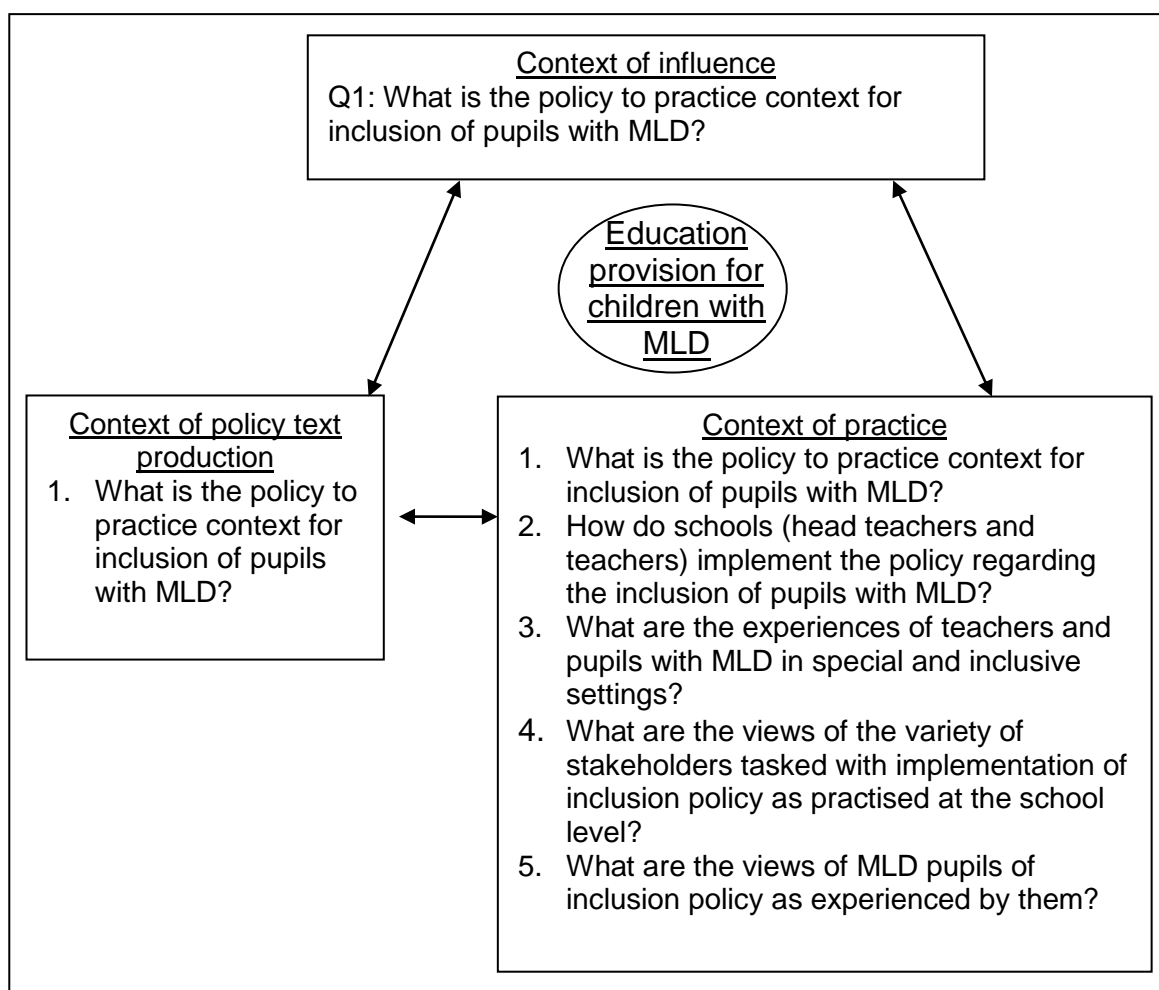 Context of influence
Q1: What is the policy to practice context for
inclusion of pupils with MLD?
Education
provision for
children with
MLD
Context of policy text
production
1. What is the policy to
practice context for
inclusion of pupils
with MLD?
Context of practice
1. What is the policy to practice context for
inclusion of pupils with MLD?
2. How do schools (head teachers and
teachers) implement the policy regarding
the inclusion of pupils with MLD?
3. What are the experiences of teachers and
pupils with MLD in special and inclusive
settings?
4. What are the views of the variety of
stakeholders tasked with implementation of
inclusion policy as practised at the school
level?
5. What are the views of MLD pupils of
inclusion policy as experienced by them?